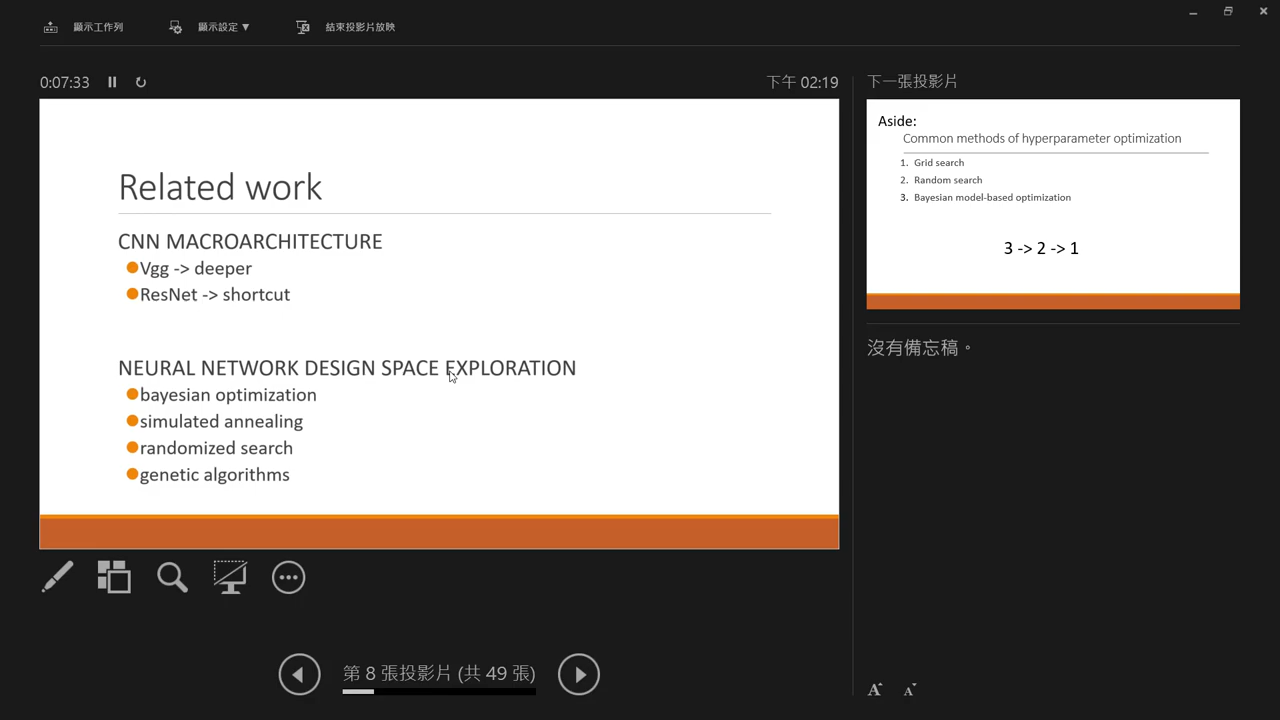 顯示工作列
顯示設定 ▼
結束投影片放映
0:07:33
下午 02:19
Related work
CNN MACROARCHITECTURE
Vgg -> deeper
ResNet -> shortcut
NEURAL NETWORK DESIGN SPACE EXPLORATION
bayesian optimization
simulated annealing
randomized search
genetic algorithms
第 8 張投影片 (共 49 張)
下一張投影片
Aside:
Common methods of hyperparameter optimization
1. Grid search
2. Random search
3. Bayesian model-based optimization
3 -> 2 -> 1
沒有備忘稿。
A A